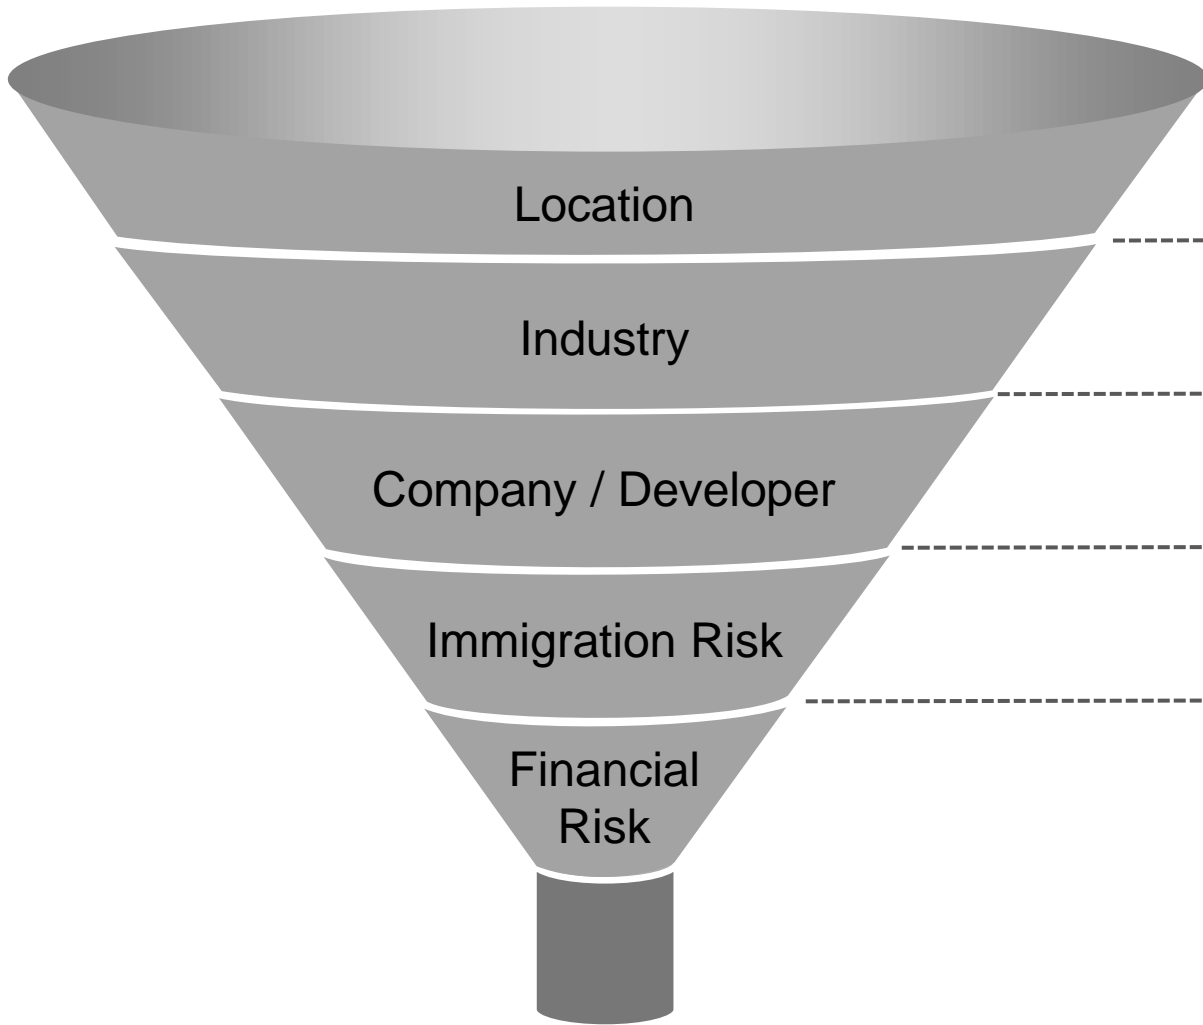 Location
Industry
Company / Developer
Immigration Risk
Financial
Risk